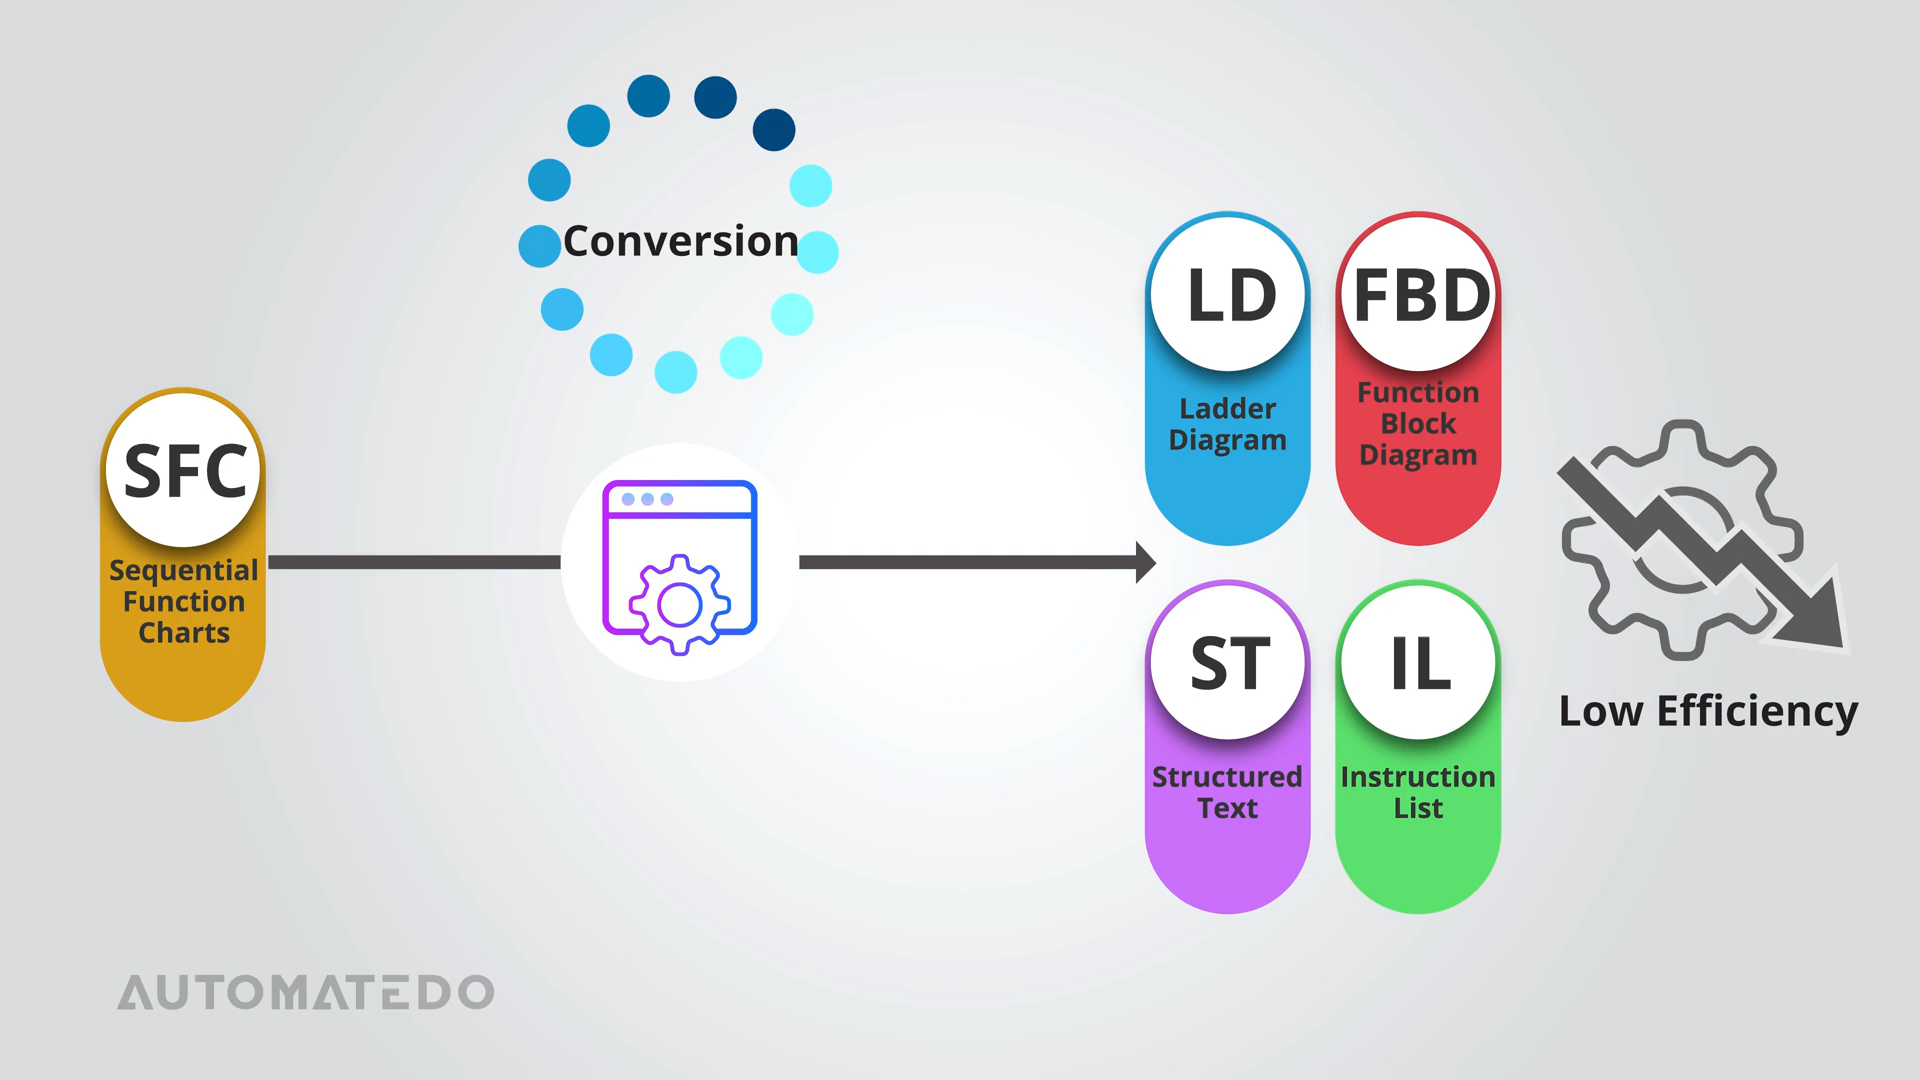 Conversion
SFC
Sequential
Function
Charts
LD
Ladder
Diagram
FBD
Function
Block
Diagram
ST
Structured
Text
IL
Instruction
List
Low Efficiency
AUTOMATEDO